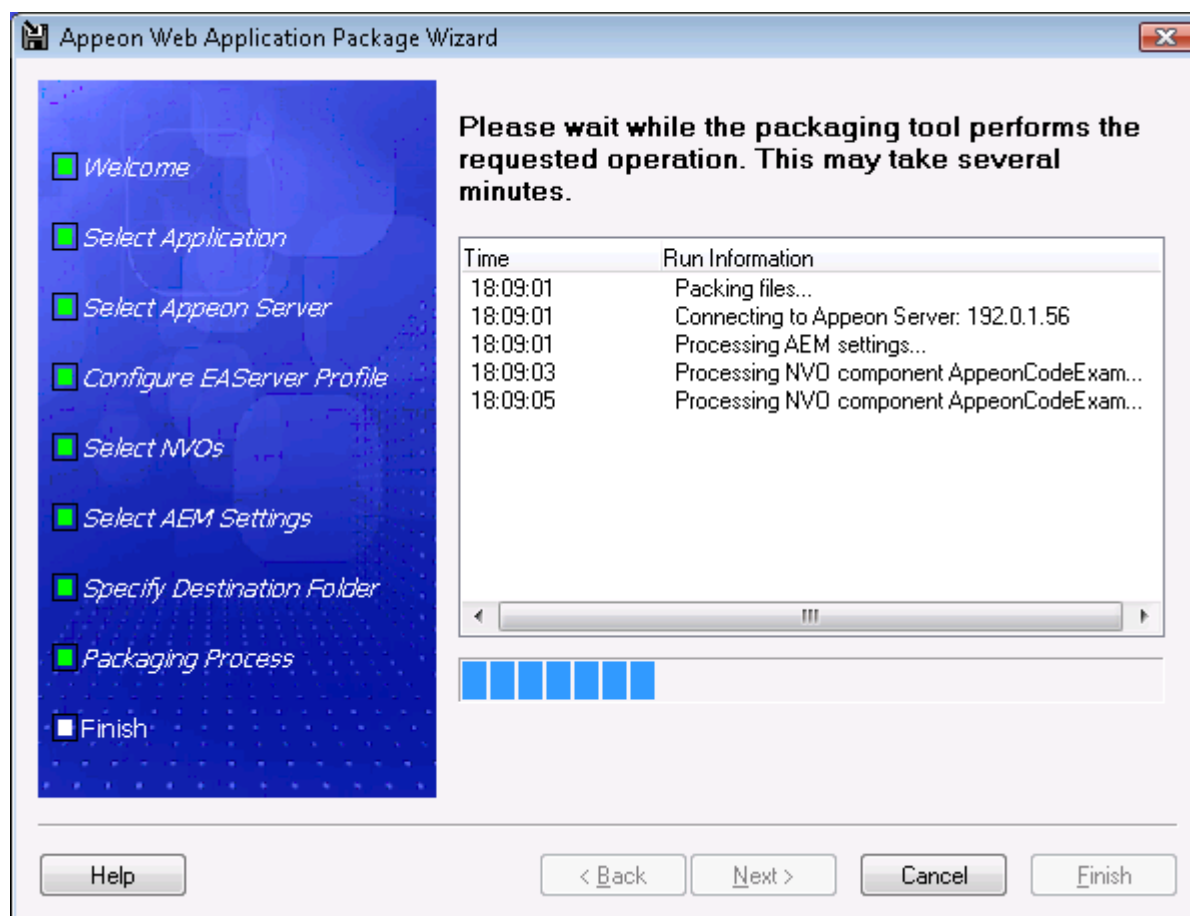 Appeon Web Application Package Wizard
Welcome
Select Application
Select Appeon Server
Configure EAServer Profile
Select NVOs
Select AEM Settings
Specify Destination Folder
Packaging Process
Finish
Please wait while the packaging tool performs the
requested operation. This may take several
minutes.
Time Run Information
18:09:01 Packing files...
18:09:01 Connecting to Appeon Server: 192.0.1.56
18:09:01 Processing AEM settings...
18:09:03 Processing NVO component AppeonCodeExam...
18:09:05 Processing NVO component AppeonCodeExam...
Help < Back Next > Cancel Finish